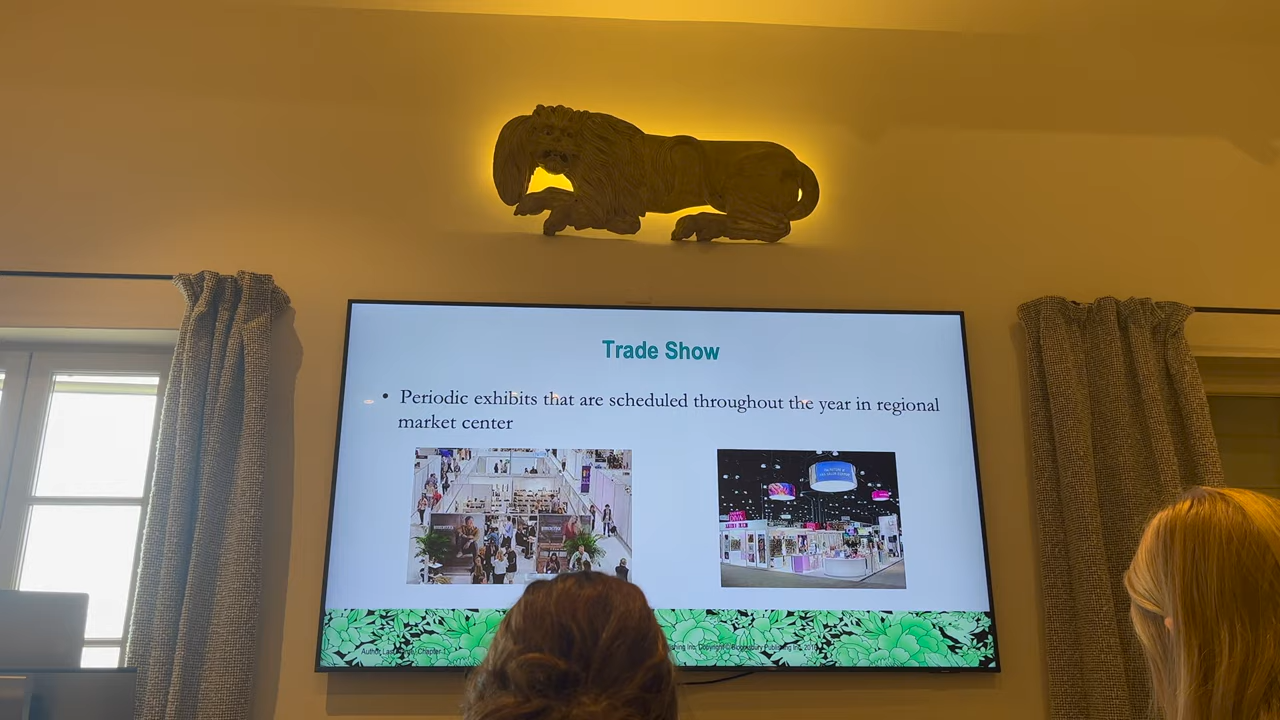 Trade Show
• Periodic exhibits that are scheduled throughout the year in regional
market center